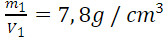 m₁/V₁ = 7,8g / cm³